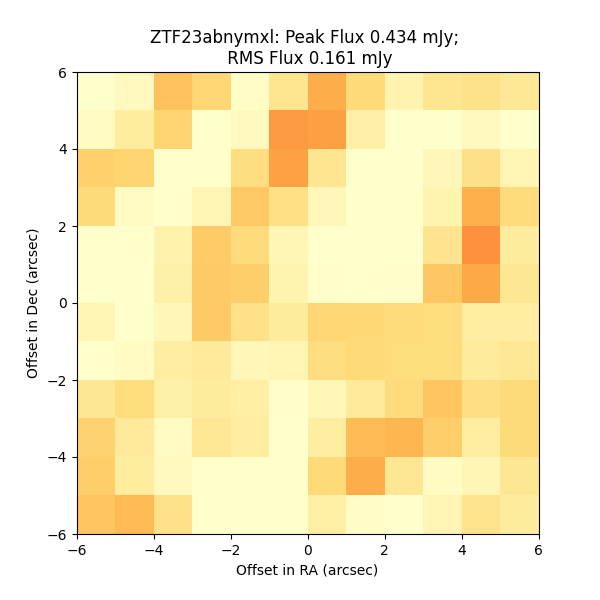 ZTF23abnymxl: Peak Flux 0.434 mJy;
RMS Flux 0.161 mJy
6
4
2
0
−2
−4
−6
Offset in Dec (arcsec)
−6 −4 −2 0 2 4 6
Offset in RA (arcsec)